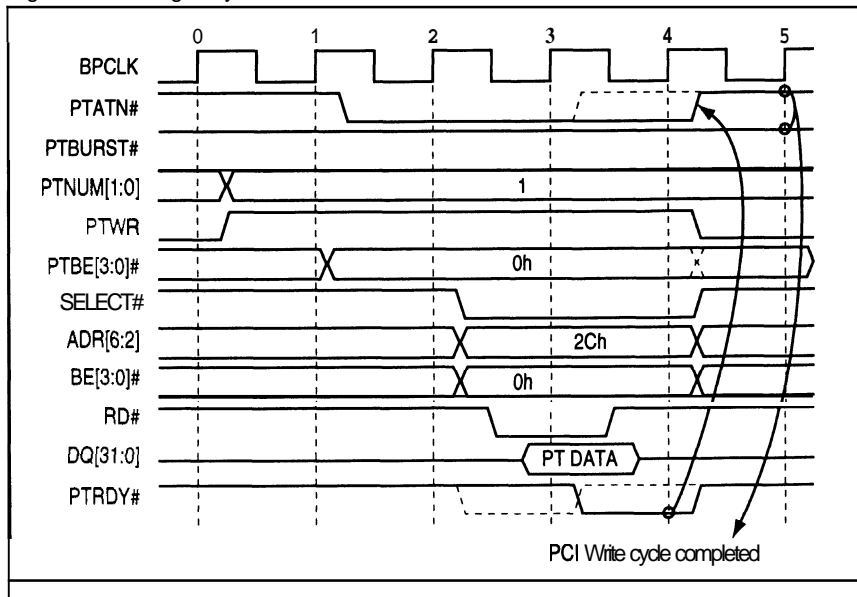 0 1 2 3 4 5
BPCLK
PTATN#
PTBURST#
PTNUM[1:0] 1
PTWR
PTBE[3:0]# 0h x
SELECT#
ADR[6:2] 2Ch
BE[3:0]# 0h
RD#
DQ[31:0] PT DATA
PTRDY#
PCI Write cycle completed